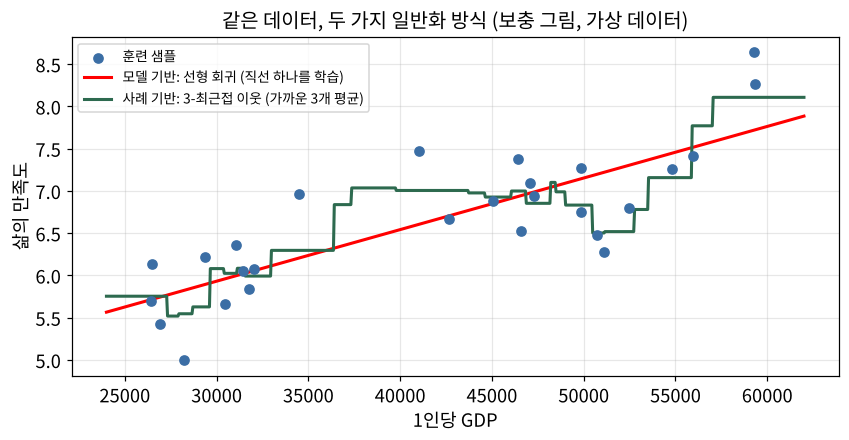 같은 데이터, 두 가지 일반화 방식 (보충 그림, 가상 데이터)
훈련 샘플
모델 기반: 선형 회귀 (직선 하나를 학습)
사례 기반: 3-최근접 이웃 (가까운 3개 평균)
삶의 만족도
8.5
8.0
7.5
7.0
6.5
6.0
5.5
5.0
25000 30000 35000 40000 45000 50000 55000 60000
1인당 GDP